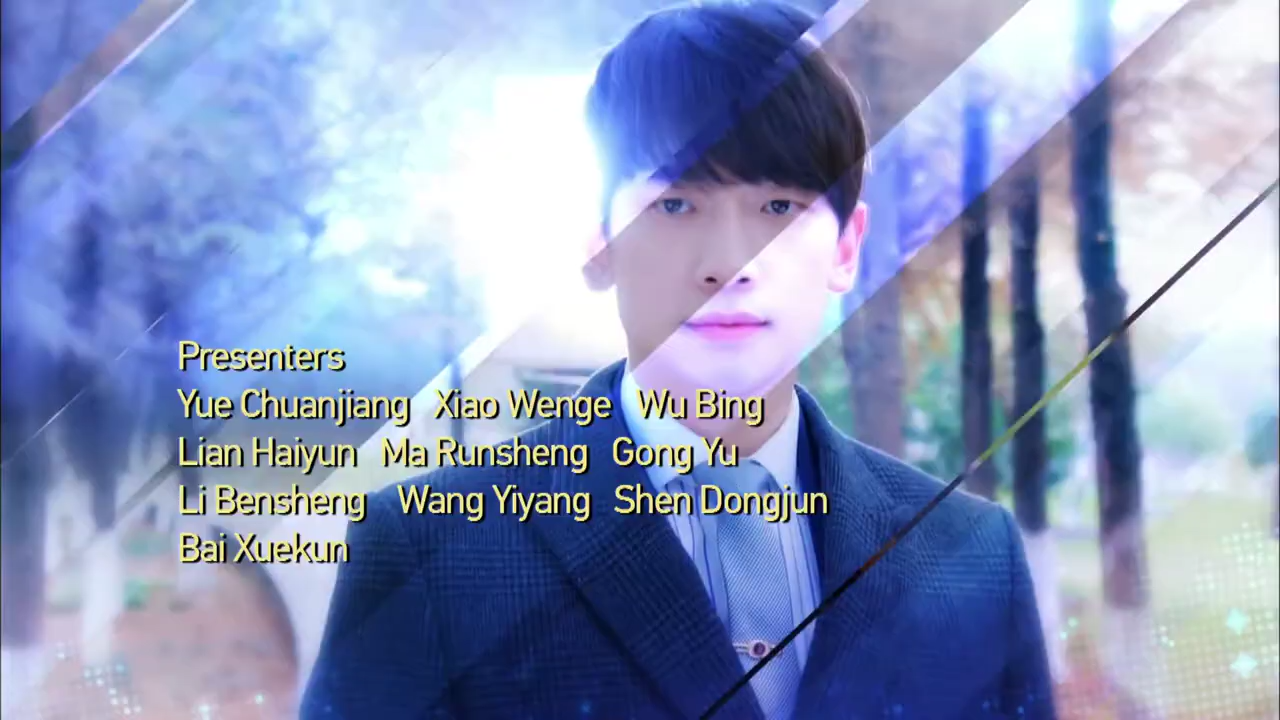 Presenters
Yue Chuanjiang Xiao Wenge Wu Bing
Lian Haiyun Ma Runsheng Gong Yu
Li Bensheng Wang Yiyang Shen Dongjun
Bai Xuekun